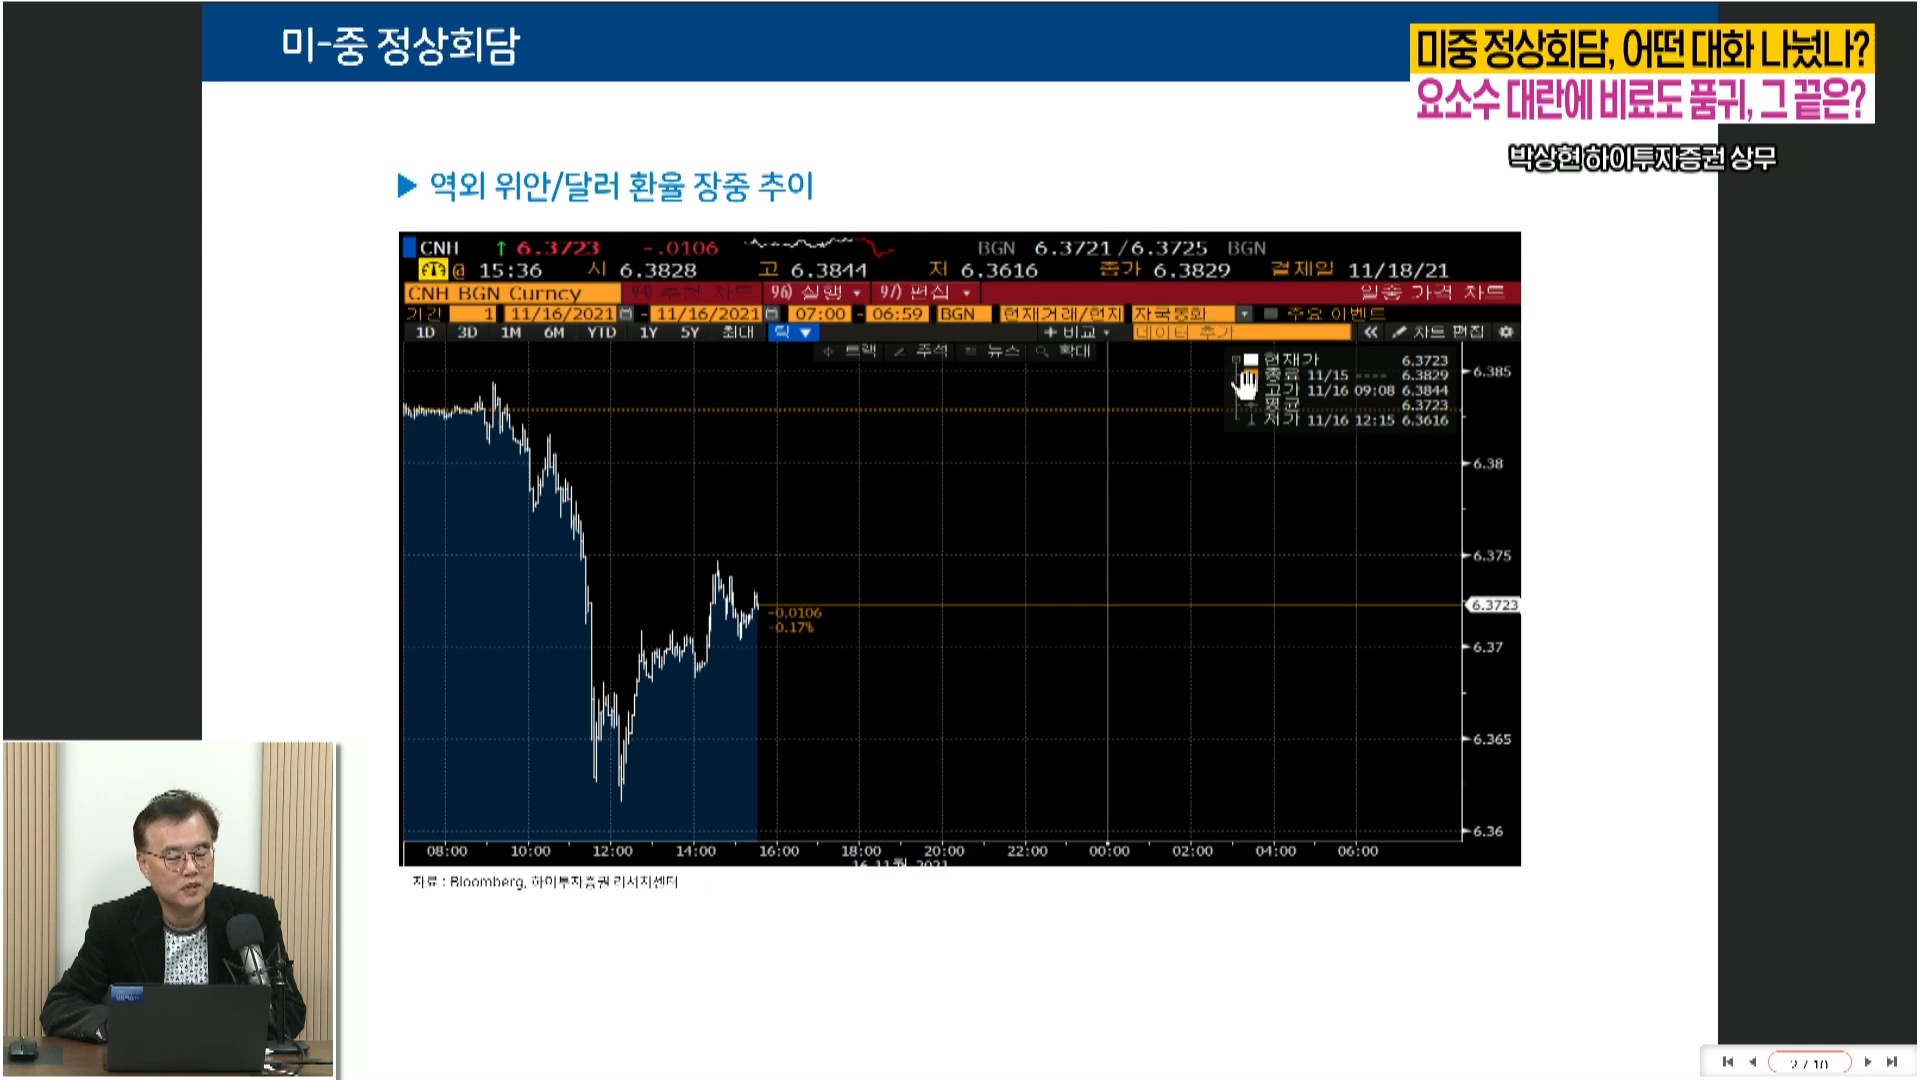 미-중 정상회담
미중 정상회담, 어떤 대화 나눴나?
요소수 대란에 비료도 품귀, 그 끝은?
박상현 하이투자증권 상무
▶ 역외 위안/달러 환율 장중 추이
CNH ↑ 6.3723 -.0106 BGN 6.3721/6.3725 BGN
@ 15:36 시 6.3828 고 6.3844 저 6.3616 종가 6.3829 결제일 11/18/21
CNH BGN Curncy 94) 추천 차트 96) 실행 97) 편집 일중 가격 차트
기간 1 11/16/2021 - 11/16/2021 07:00 - 06:59 BGN 현재거래/현지 자국통화 주요 이벤트
1D 3D 1M 6M YTD 1Y 5Y 최대 틱 ▼ + 비교 데이터 추가 « 차트 편집
트랙 주석 뉴스 확대
현재가 6.3723
종료 11/15 ---- 6.3829
고가 11/16 09:08 6.3844
평균 6.3723
저가 11/16 12:15 6.3616
6.385
6.38
6.375
6.3723
-0.0106
-0.17%
6.37
6.365
6.36
08:00 10:00 12:00 14:00 16:00 18:00 20:00 22:00 00:00 02:00 04:00 06:00
16 11월 2021
자료 : Bloomberg, 하이투자증권 리서치센터
2 / 10